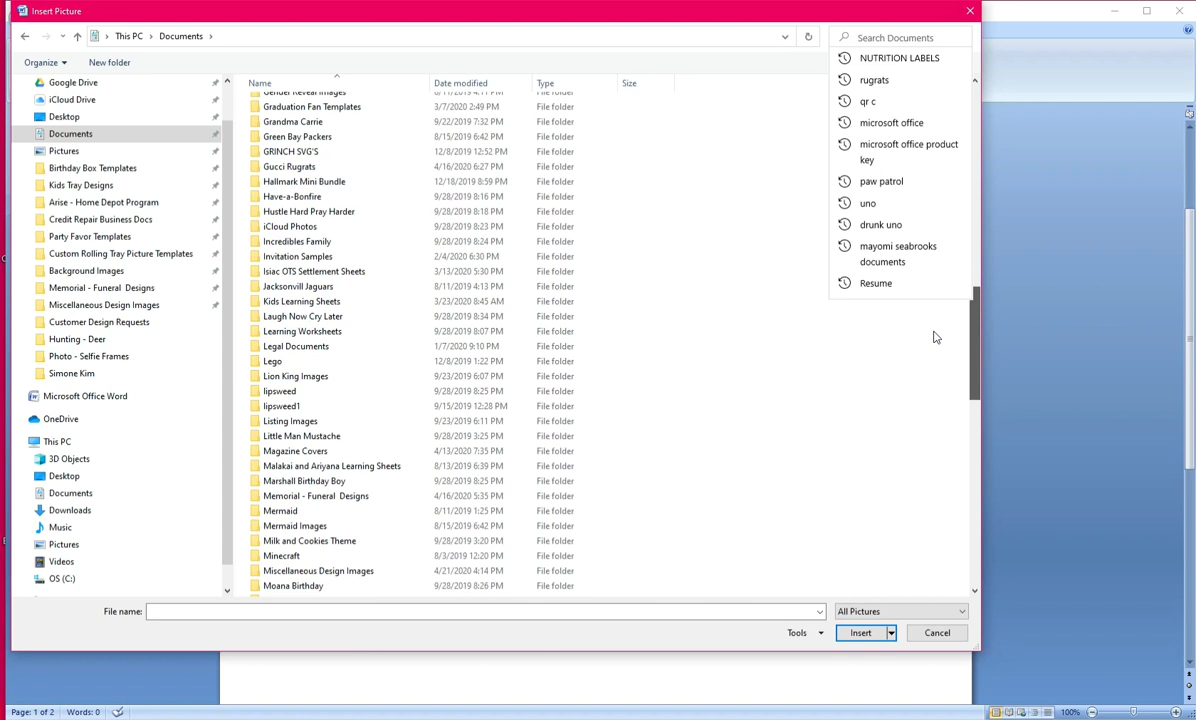 Insert Picture
This PC > Documents >
Search Documents
Organize
New folder
NUTRITION LABELS
rugrats
qr c
microsoft office
microsoft office product
key
paw patrol
uno
drunk uno
mayomi seabrooks
documents
Resume
Google Drive
iCloud Drive
Desktop
Documents
Pictures
Birthday Box Templates
Kids Tray Designs
Arise - Home Depot Program
Credit Repair Business Docs
Party Favor Templates
Custom Rolling Tray Picture Templates
Background Images
Memorial - Funeral Designs
Miscellaneous Design Images
Customer Design Requests
Hunting - Deer
Photo - Selfie Frames
Simone Kim
Microsoft Office Word
OneDrive
This PC
3D Objects
Desktop
Documents
Downloads
Music
Pictures
Videos
OS (C:)
Name Date modified Type Size
Gender Reveal Images 8/11/2019 4:11 PM File folder
Graduation Fan Templates 3/7/2020 2:49 PM File folder
Grandma Carrie 9/22/2019 7:32 PM File folder
Green Bay Packers 8/15/2019 6:42 PM File folder
GRINCH SVG'S 12/8/2019 12:52 PM File folder
Gucci Rugrats 4/16/2020 6:27 PM File folder
Hallmark Mini Bundle 12/18/2019 8:59 PM File folder
Have-a-Bonfire 9/28/2019 8:16 PM File folder
Hustle Hard Pray Harder 9/28/2019 8:18 PM File folder
iCloud Photos 9/28/2019 8:23 PM File folder
Incredibles Family 9/28/2019 8:24 PM File folder
Invitation Samples 2/4/2020 6:30 PM File folder
Isiac OTS Settlement Sheets 3/13/2020 5:30 PM File folder
Jacksonvill Jaguars 8/11/2019 4:13 PM File folder
Kids Learning Sheets 3/23/2020 8:45 AM File folder
Laugh Now Cry Later 9/28/2019 8:34 PM File folder
Learning Worksheets 9/28/2019 8:07 PM File folder
Legal Documents 1/7/2020 9:10 PM File folder
Lego 12/8/2019 1:22 PM File folder
Lion King Images 9/23/2019 6:07 PM File folder
lipsweed 9/28/2019 8:25 PM File folder
lipsweed1 9/15/2019 12:28 PM File folder
Listing Images 9/23/2019 6:11 PM File folder
Little Man Mustache 9/28/2019 3:25 PM File folder
Magazine Covers 4/13/2020 7:35 PM File folder
Malakai and Ariyana Learning Sheets 8/13/2019 6:39 PM File folder
Marshall Birthday Boy 9/28/2019 8:25 PM File folder
Memorial - Funeral Designs 4/16/2020 5:35 PM File folder
Mermaid 8/11/2019 1:25 PM File folder
Mermaid Images 8/15/2019 6:42 PM File folder
Milk and Cookies Theme 9/28/2019 3:20 PM File folder
Minecraft 8/3/2019 12:20 PM File folder
Miscellaneous Design Images 4/21/2020 4:14 PM File folder
Moana Birthday 9/28/2019 8:26 PM File folder
File name:
All Pictures
Tools
Insert
Cancel
Page: 1 of 2 Words: 0
100%